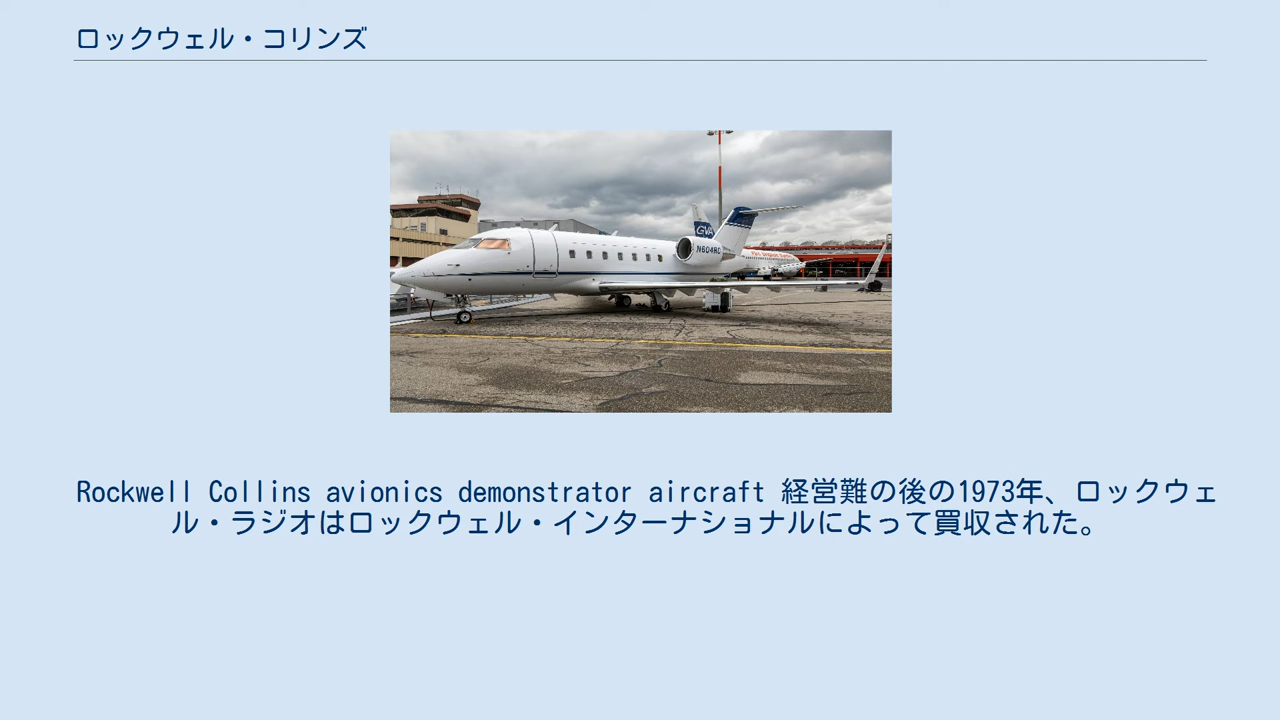 ロックウェル・コリンズ
GVA
N604RC
Rockwell Collins avionics demonstrator aircraft 経営難の後の1973年、ロックウェ
ル・ラジオはロックウェル・インターナショナルによって買収された。